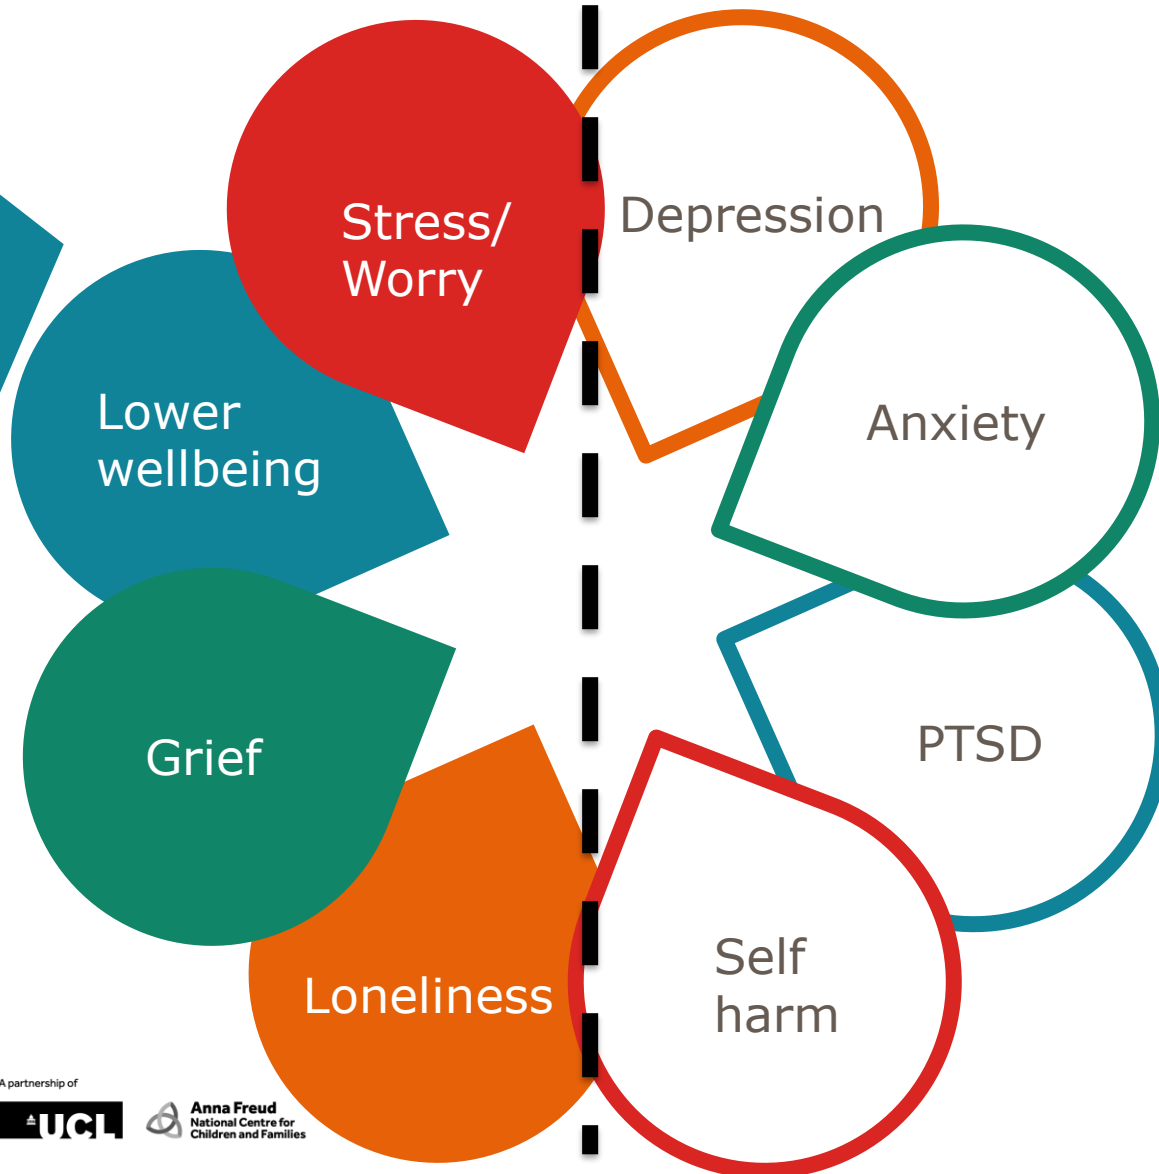 Stress/
Worry
Depression
Lower
wellbeing
Anxiety
Grief
PTSD
Loneliness
Self
harm
A partnership of
UCL
Anna Freud
National Centre for
Children and Families